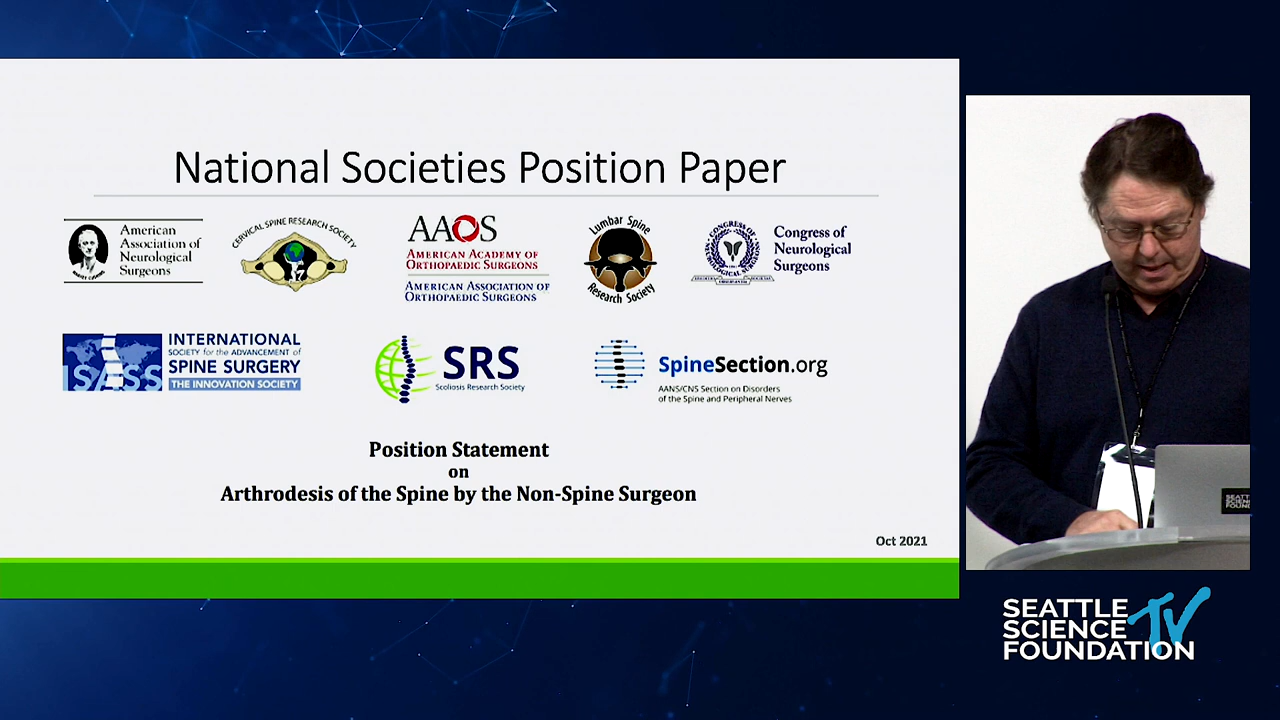 National Societies Position Paper
American
Association of
Neurological
Surgeons
CERVICAL SPINE RESEARCH SOCIETY
AAOS
AMERICAN ACADEMY OF
ORTHOPAEDIC SURGEONS
AMERICAN ASSOCIATION OF
ORTHOPAEDIC SURGEONS
Lumbar Spine
Research Society
CONGRESS OF
NEUROLOGICAL SURGEONS
Congress of
Neurological
Surgeons
ISASS
INTERNATIONAL
SOCIETY for the ADVANCEMENT of
SPINE SURGERY
THE INNOVATION SOCIETY
SRS
Scoliosis Research Society
SpineSection.org
AANS/CNS Section on Disorders
of the Spine and Peripheral Nerves
Position Statement
on
Arthrodesis of the Spine by the Non-Spine Surgeon
Oct 2021
SEATTLE
SCIENCE
FOUNDATION
TV